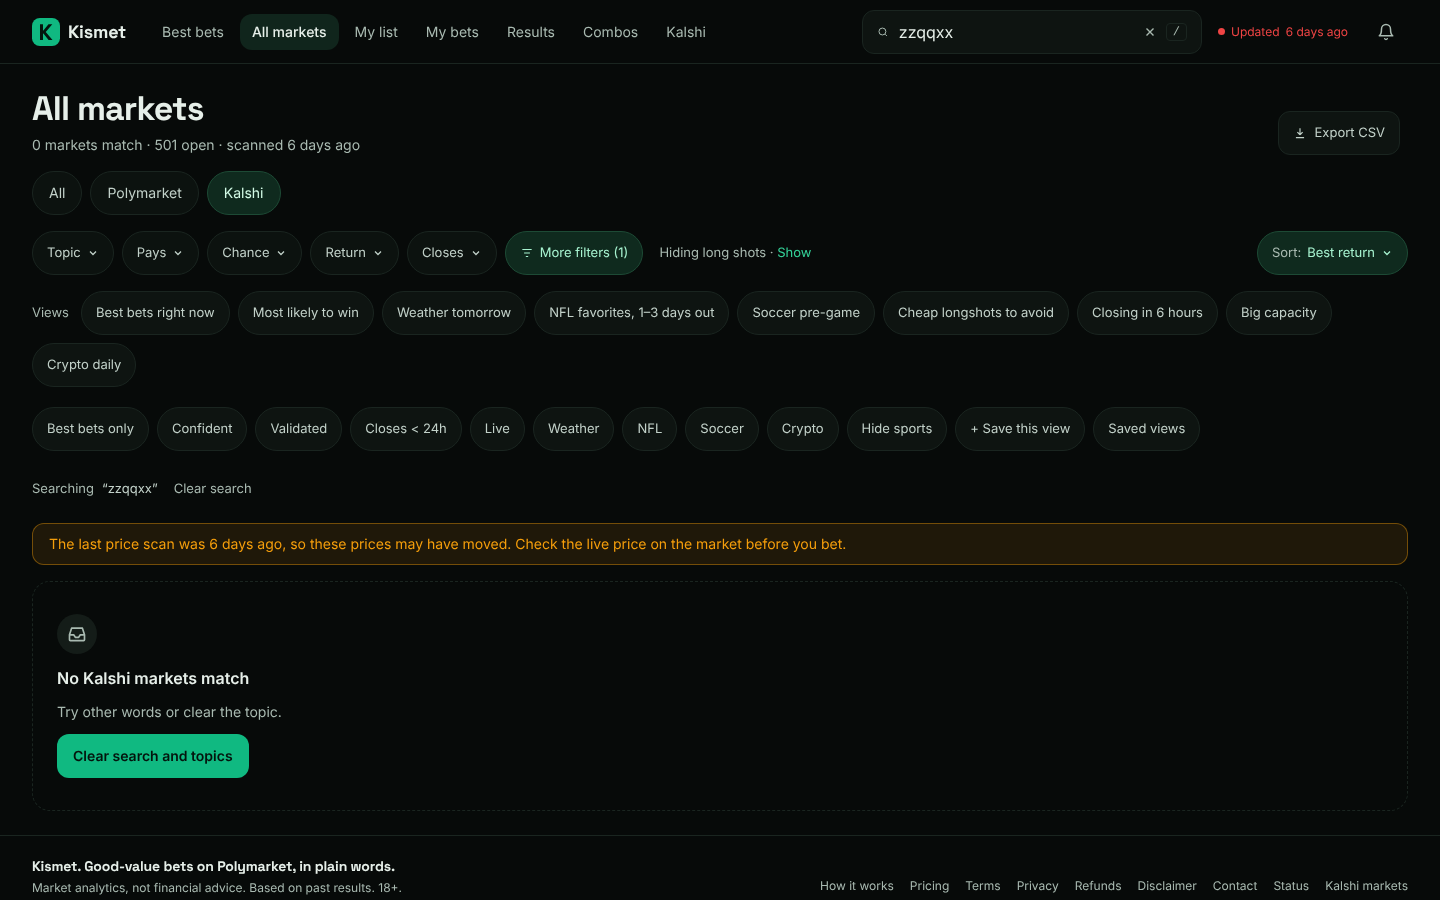 K Kismet Best bets All markets My list My bets Results Combos Kalshi zzqqxx / Updated 6 days ago
All markets
0 markets match · 501 open · scanned 6 days ago
Export CSV
All Polymarket Kalshi
Topic Pays Chance Return Closes More filters (1) Hiding long shots · Show Sort: Best return
Views Best bets right now Most likely to win Weather tomorrow NFL favorites, 1–3 days out Soccer pre-game Cheap longshots to avoid Closing in 6 hours Big capacity
Crypto daily
Best bets only Confident Validated Closes < 24h Live Weather NFL Soccer Crypto Hide sports + Save this view Saved views
Searching “zzqqxx” Clear search
The last price scan was 6 days ago, so these prices may have moved. Check the live price on the market before you bet.
No Kalshi markets match
Try other words or clear the topic.
Clear search and topics
Kismet. Good-value bets on Polymarket, in plain words.
Market analytics, not financial advice. Based on past results. 18+.
How it works Pricing Terms Privacy Refunds Disclaimer Contact Status Kalshi markets